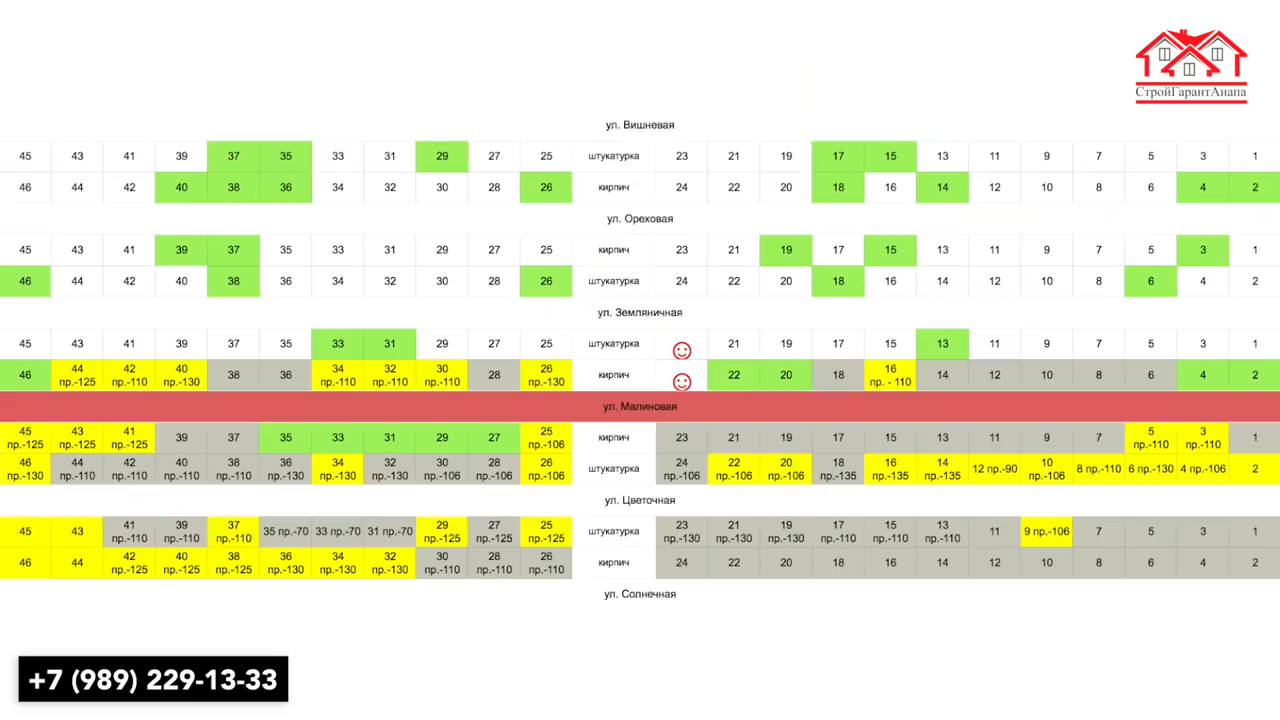 СтройГарантАнапа
ул. Вишневая
45 43 41 39 37 35 33 31 29 27 25 штукатурка 23 21 19 17 15 13 11 9 7 5 3 1
46 44 42 40 38 36 34 32 30 28 26 кирпич 24 22 20 18 16 14 12 10 8 6 4 2
ул. Ореховая
45 43 41 39 37 35 33 31 29 27 25 кирпич 23 21 19 17 15 13 11 9 7 5 3 1
46 44 42 40 38 36 34 32 30 28 26 штукатурка 24 22 20 18 16 14 12 10 8 6 4 2
ул. Земляничная
45 43 41 39 37 35 33 31 29 27 25 штукатурка 21 19 17 15 13 11 9 7 5 3 1
46 44 пр.-125 42 пр.-110 40 пр.-130 38 36 34 пр.-110 32 пр.-110 30 пр.-110 28 26 пр.-130 кирпич 22 20 18 16 пр. - 110 14 12 10 8 6 4 2
ул. Малиновая
45 пр.-125 43 пр.-125 41 пр.-125 39 37 35 33 31 29 27 25 пр.-106 кирпич 23 21 19 17 15 13 11 9 7 5 пр.-110 3 пр.-110 1
46 пр.-130 44 пр.-110 42 пр.-110 40 пр.-110 38 пр.-110 36 пр.-130 34 пр.-130 32 пр.-110 30 пр.-106 28 пр.-106 26 пр.-106 штукатурка 24 пр.-106 22 пр.-106 20 пр.-106 18 пр.-135 16 пр.-135 14 пр.-135 12 пр.-90 10 пр.-106 8 пр.-110 6 пр.-130 4 пр.-106 2
ул. Цветочная
45 43 41 пр.-110 39 пр.-110 37 пр.-110 35 пр.-70 33 пр.-70 31 пр.-70 29 пр.-125 27 пр.-125 25 пр.-125 штукатурка 23 пр.-130 21 пр.-130 19 пр.-130 17 пр.-110 15 пр.-110 13 пр.-110 11 9 пр.-106 7 5 3 1
46 44 42 пр.-125 40 пр.-125 38 пр.-125 36 пр.-130 34 пр.-130 32 пр.-130 30 пр.-110 28 пр.-110 26 пр.-110 кирпич 24 22 20 18 16 14 12 10 8 6 4 2
ул. Солнечная
+7 (989) 229-13-33